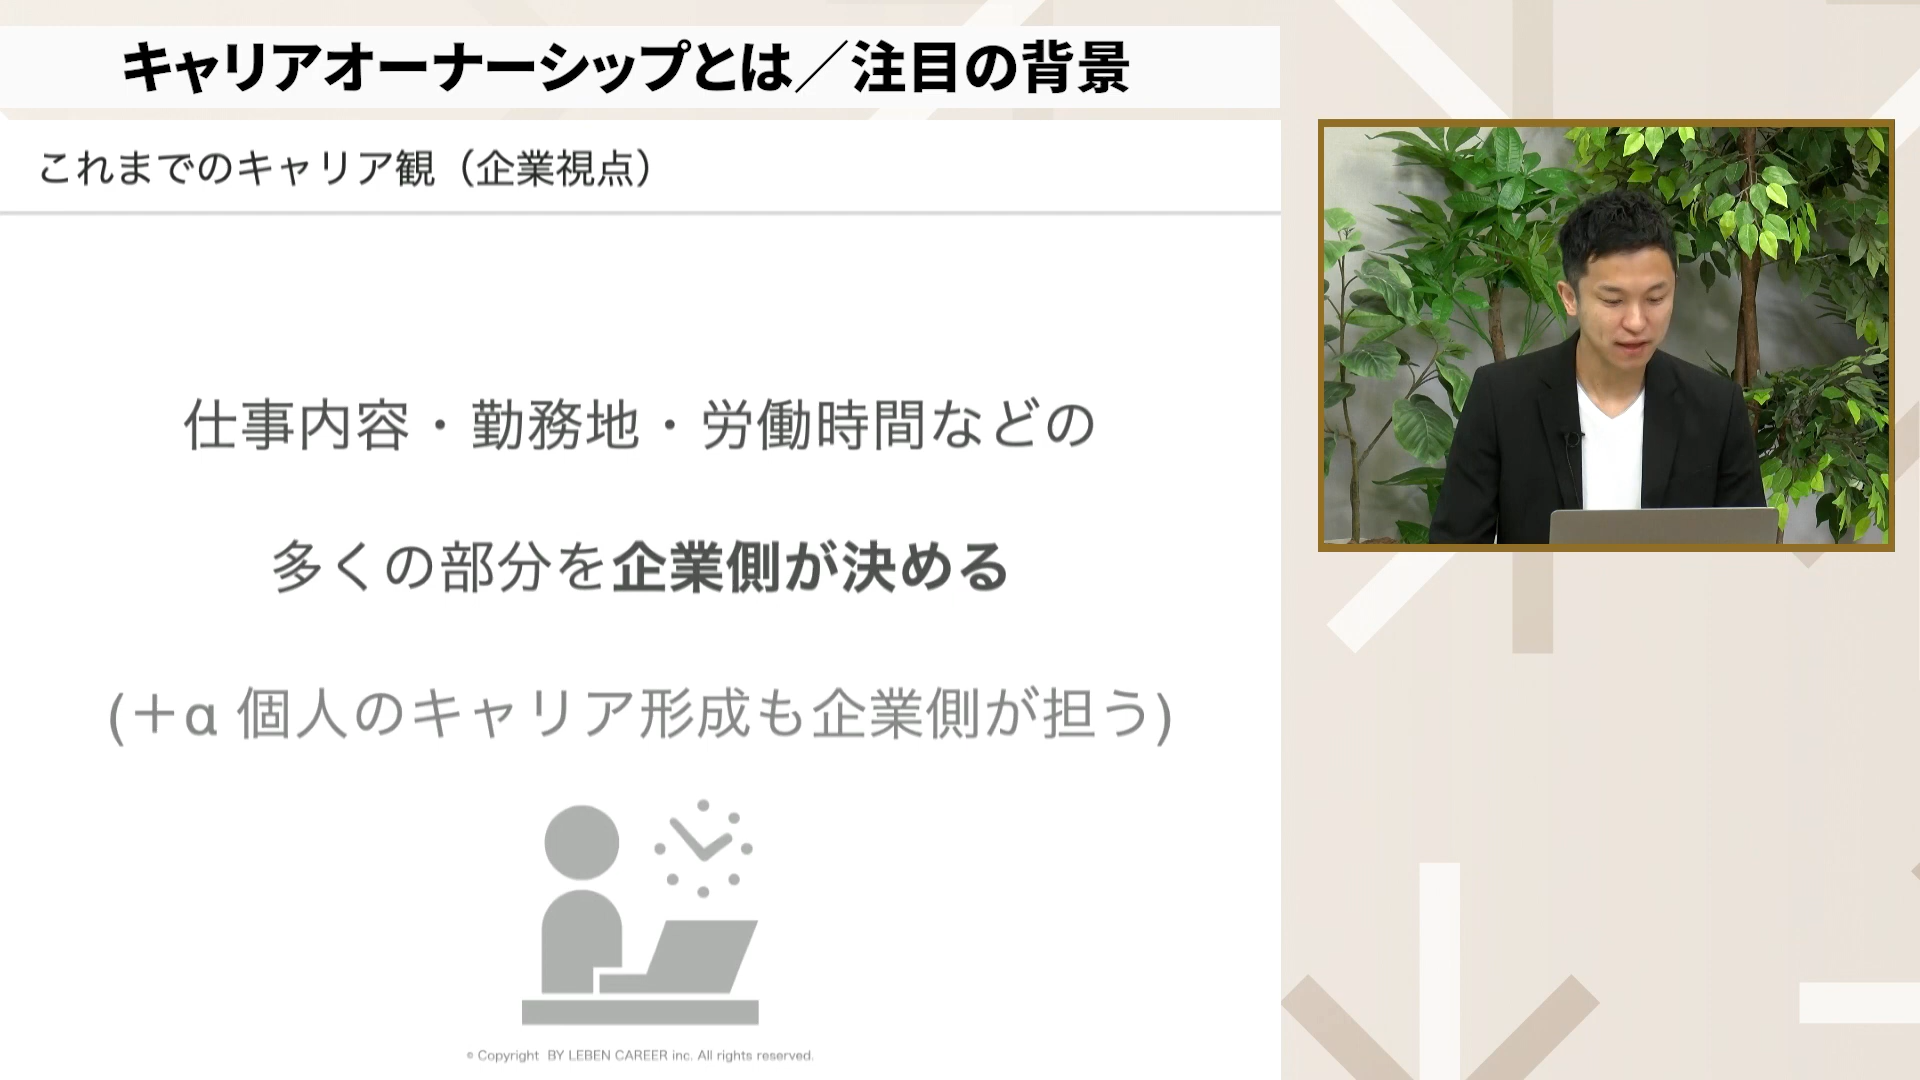 キャリアオーナーシップとは／注目の背景
これまでのキャリア観（企業視点）
仕事内容・勤務地・労働時間などの
多くの部分を企業側が決める
(＋α 個人のキャリア形成も企業側が担う)
© Copyright BY LEBEN CAREER inc. All rights reserved.